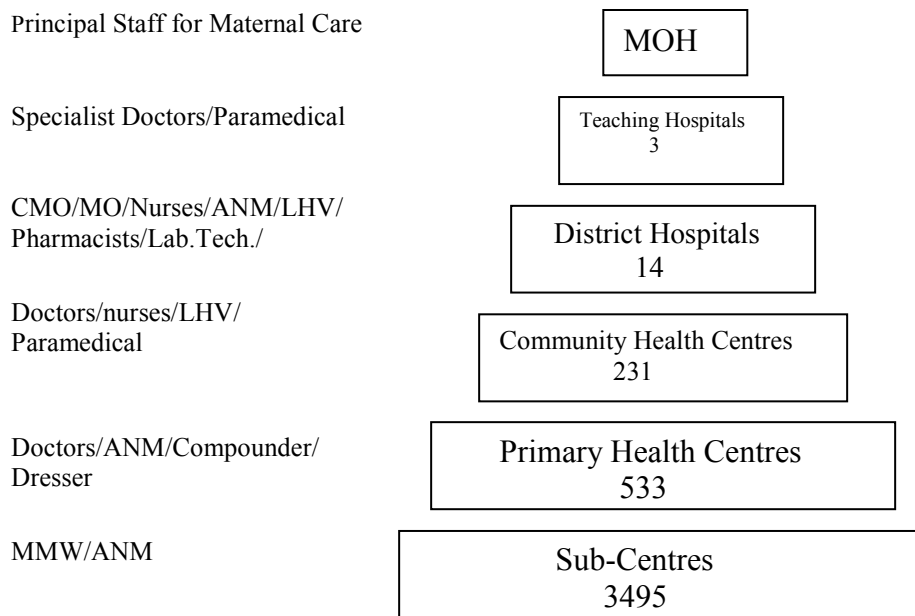 Principal Staff for Maternal Care
MOH
Specialist Doctors/Paramedical
Teaching Hospitals
3
CMO/MO/Nurses/ANM/LHV/
Pharmacists/Lab.Tech./
District Hospitals
14
Doctors/nurses/LHV/
Paramedical
Community Health Centres
231
Doctors/ANM/Compounder/
Dresser
Primary Health Centres
533
MMW/ANM
Sub-Centres
3495